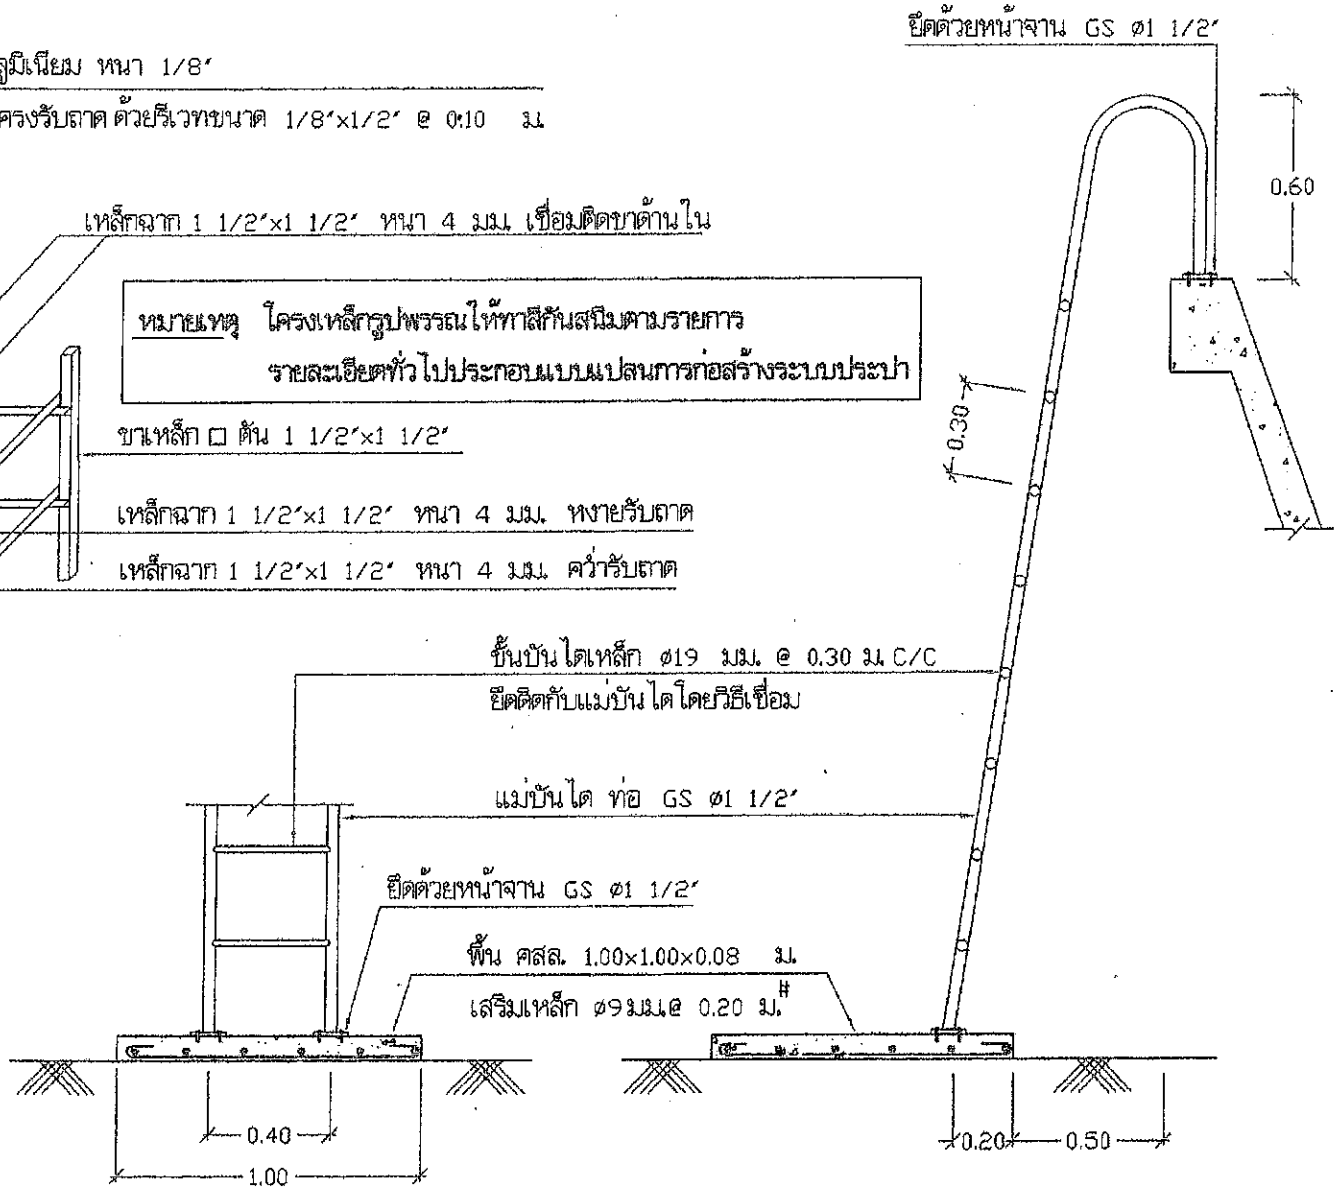 ยึดด้วยหน้าจาน GS ø1 1/2"
ลูมิเนียม หนา 1/8"
ครงรับถาด ด้วยรีเวทขนาด 1/8"x1/2" @ 0.10 ม.
0.60
เหล็กฉาก 1 1/2"x1 1/2" หนา 4 มม. เชื่อมติดขาด้านใน
หมายเหตุ โครงเหล็กรูปพรรณให้ทาสีกันสนิมตามรายการ
รายละเอียดทั่วไปประกอบแบบแปลนการก่อสร้างระบบประปา
0.30
ขาเหล็ก □ ตัน 1 1/2"x1 1/2"
เหล็กฉาก 1 1/2"x1 1/2" หนา 4 มม. หงายรับถาด
เหล็กฉาก 1 1/2"x1 1/2" หนา 4 มม. คว่ำรับถาด
ขั้นบันไดเหล็ก ø19 มม. @ 0.30 ม. C/C
ยึดติดกับแม่บันไดโดยวิธีเชื่อม
แม่บันได ท่อ GS ø1 1/2"
ยึดด้วยหน้าจาน GS ø1 1/2"
พื้น คสล. 1.00x1.00x0.08 ม.
เสริมเหล็ก ø9 มม.@ 0.20 ม.#
0.40
0.20
0.50
1.00